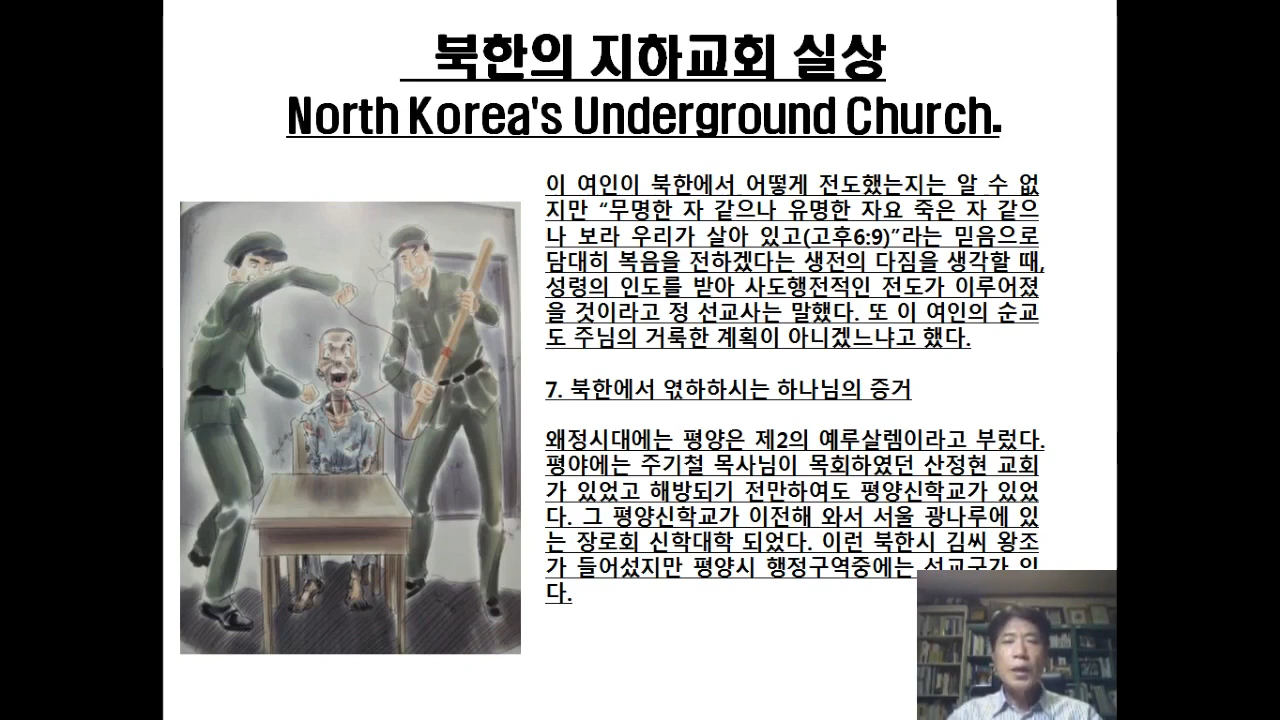 북한의 지하교회 실상
North Korea's Underground Church.
이 여인이 북한에서 어떻게 전도했는지는 알 수 없
지만 “무명한 자 같으나 유명한 자요 죽은 자 같으
나 보라 우리가 살아 있고(고후6:9)”라는 믿음으로
담대히 복음을 전하겠다는 생전의 다짐을 생각할 때,
성령의 인도를 받아 사도행전적인 전도가 이루어졌
을 것이라고 정 선교사는 말했다. 또 이 여인의 순교
도 주님의 거룩한 계획이 아니겠느냐고 했다.
7. 북한에서 엯하하시는 하나님의 증거
왜정시대에는 평양은 제2의 예루살렘이라고 부렀다.
평야에는 주기철 목사님이 목회하였던 산정현 교회
가 있었고 해방되기 전만하여도 평양신학교가 있었
다. 그 평양신학교가 이전해 와서 서울 광나루에 있
는 장로회 신학대학 되었다. 이런 북한시 김씨 왕조
가 들어섰지만 평양시 행정구역중에는
다.